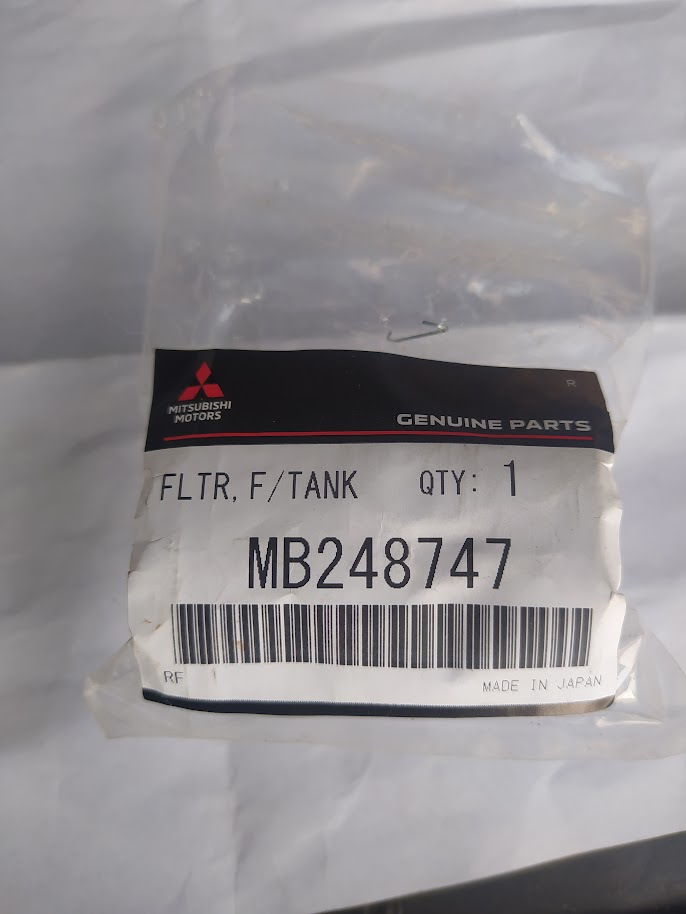 R
MITSUBISHI
MOTORS
GENUINE PARTS
FLTR, F/TANK QTY: 1
MB248747
RF
MADE IN JAPAN